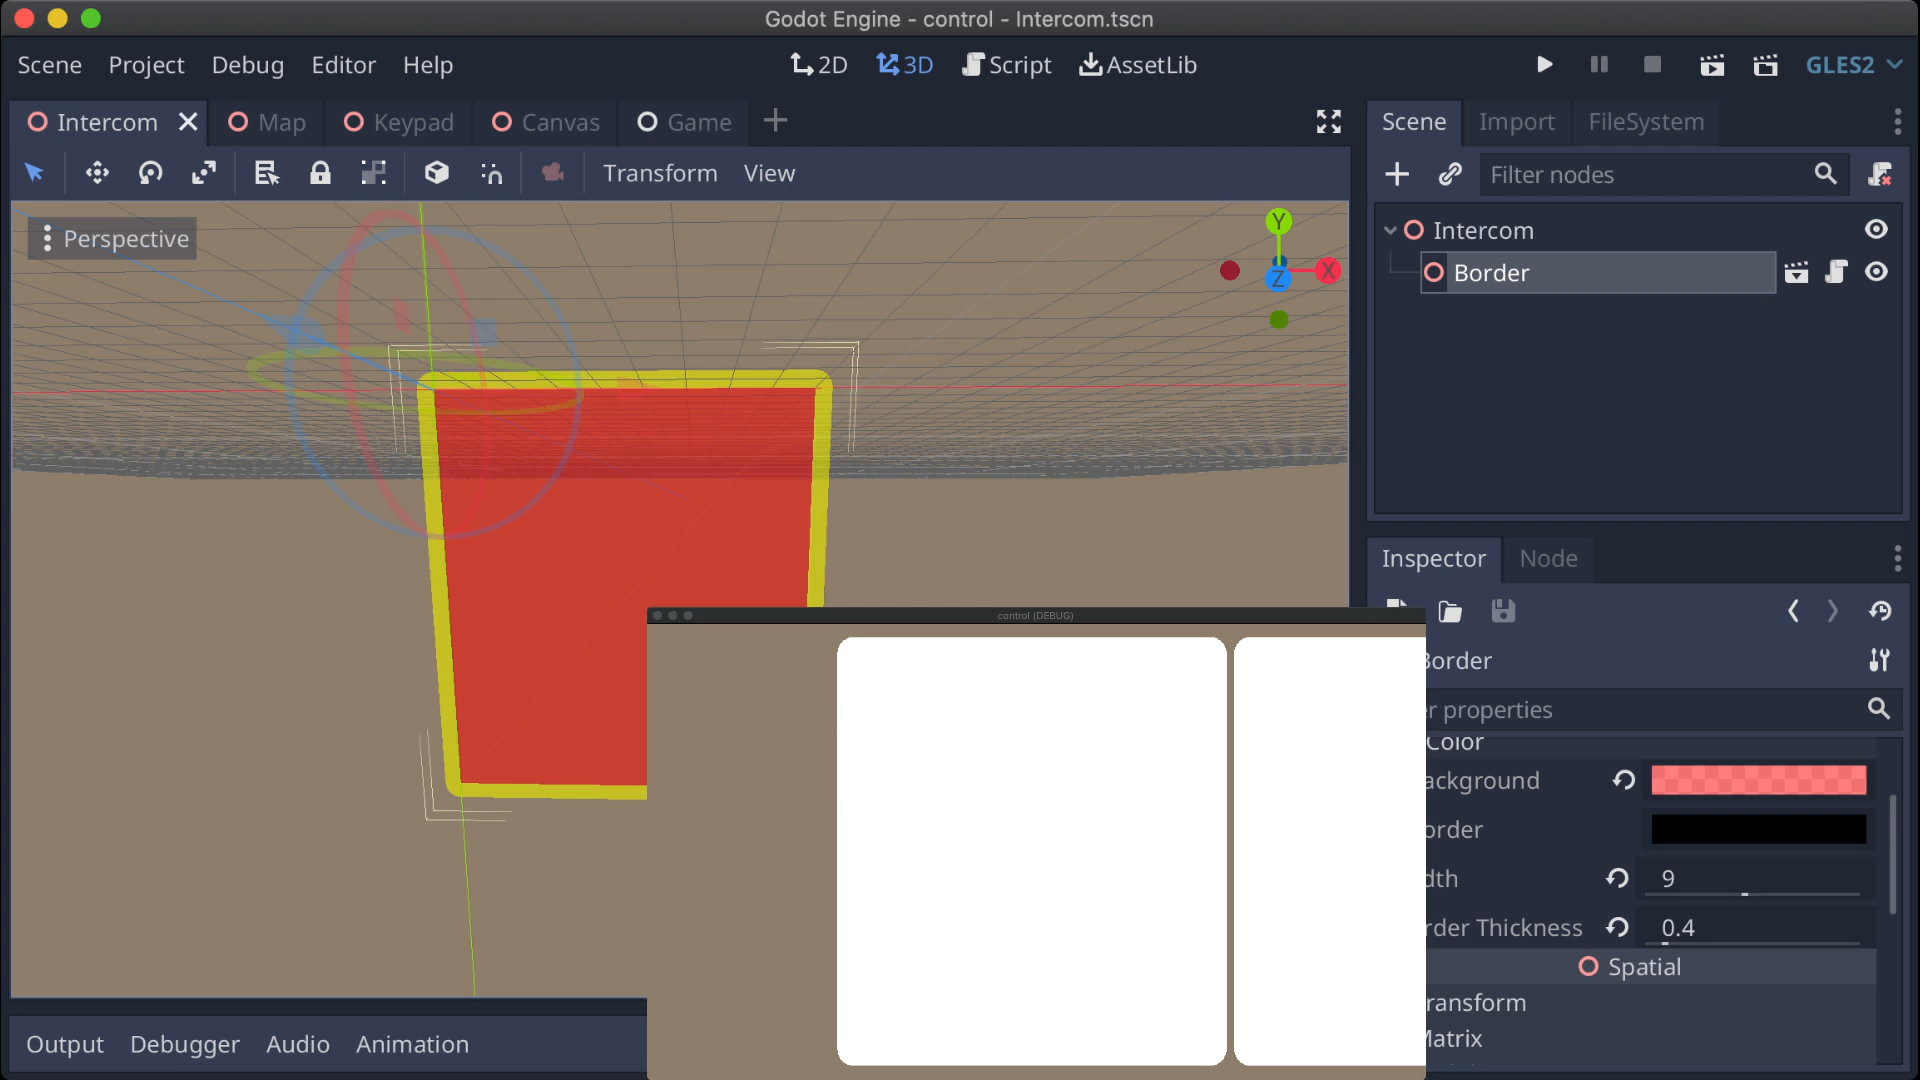 Godot Engine - control - Intercom.tscn
Scene Project Debug Editor Help
2D 3D Script AssetLib
GLES2
Intercom Map Keypad Canvas Game
Transform View
Perspective
Y
X
Z
Scene Import FileSystem
Filter nodes
Intercom
Border
Inspector Node
Border
er properties
Color
ackground
order
dth 9
rder Thickness 0.4
Spatial
ransform
Matrix
control (DEBUG)
Output Debugger Audio Animation